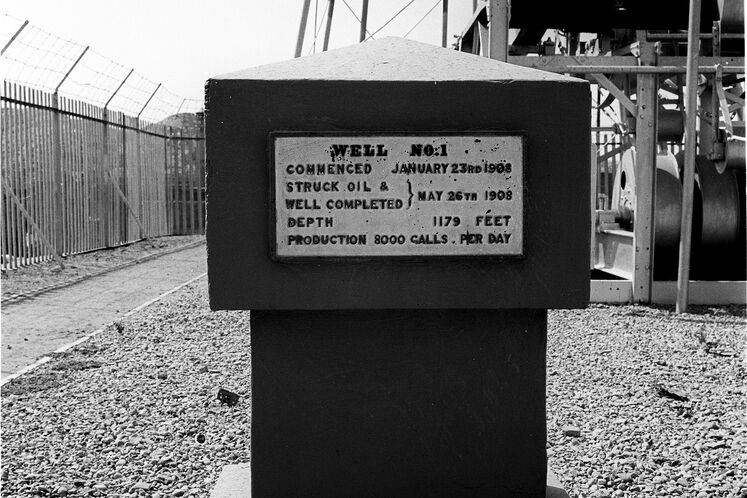 WELL NO:1
COMMENCED JANUARY 23RD 1908
STRUCK OIL &
WELL COMPLETED } MAY 26TH 1908
DEPTH 1179 FEET
PRODUCTION 8000 GALLS. PER DAY